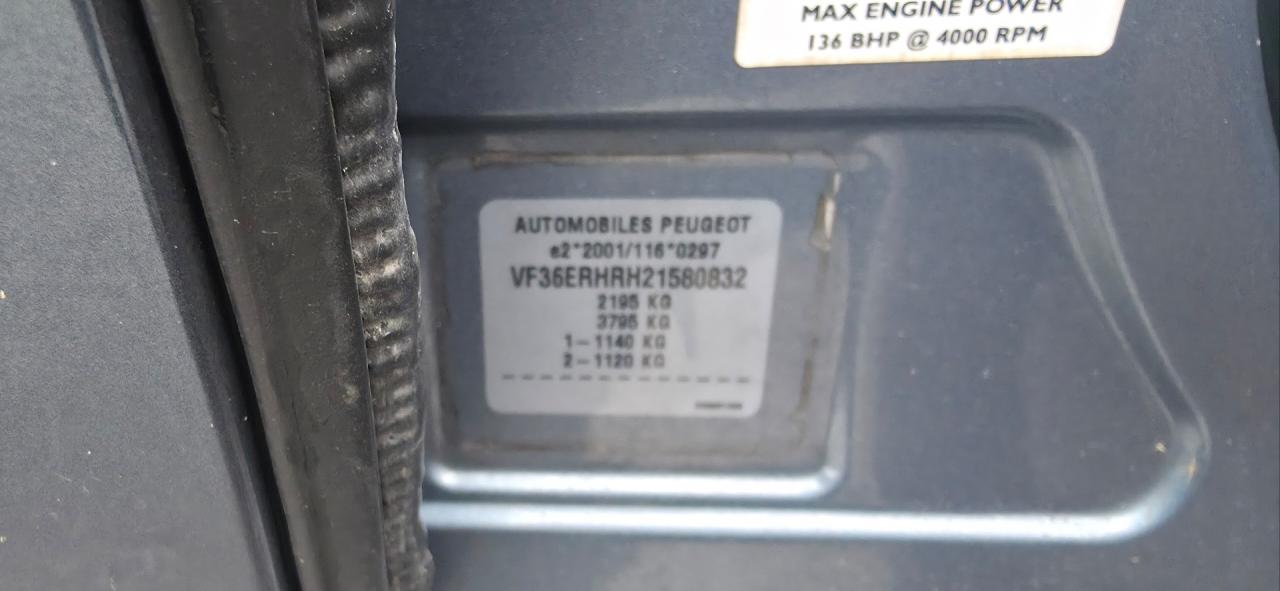 MAX ENGINE POWER
136 BHP @ 4000 RPM
AUTOMOBILES PEUGEOT
e2*2001/116*0297
VF36ERHRH21580832
2195 KG
3795 KG
1-1140 KG
2-1120 KG